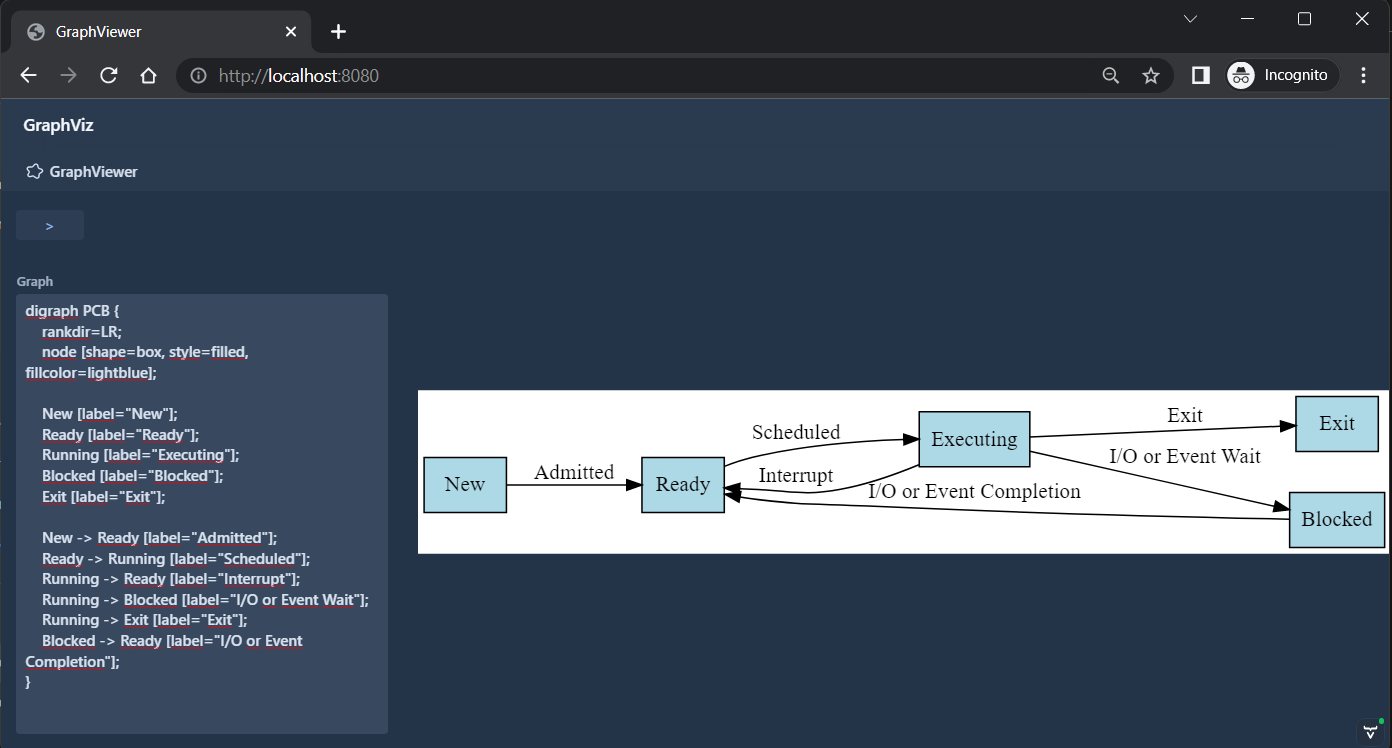 GraphViewer
http://localhost:8080
Incognito
GraphViz
GraphViewer
>
Graph
digraph PCB {
rankdir=LR;
node [shape=box, style=filled,
fillcolor=lightblue];
New [label="New"];
Ready [label="Ready"];
Running [label="Executing"];
Blocked [label="Blocked"];
Exit [label="Exit"];
New -> Ready [label="Admitted"];
Ready -> Running [label="Scheduled"];
Running -> Ready [label="Interrupt"];
Running -> Blocked [label="I/O or Event Wait"];
Running -> Exit [label="Exit"];
Blocked -> Ready [label="I/O or Event
Completion"];
}
New
Admitted
Ready
Scheduled
Interrupt
I/O or Event Completion
Executing
Exit
I/O or Event Wait
Exit
Blocked